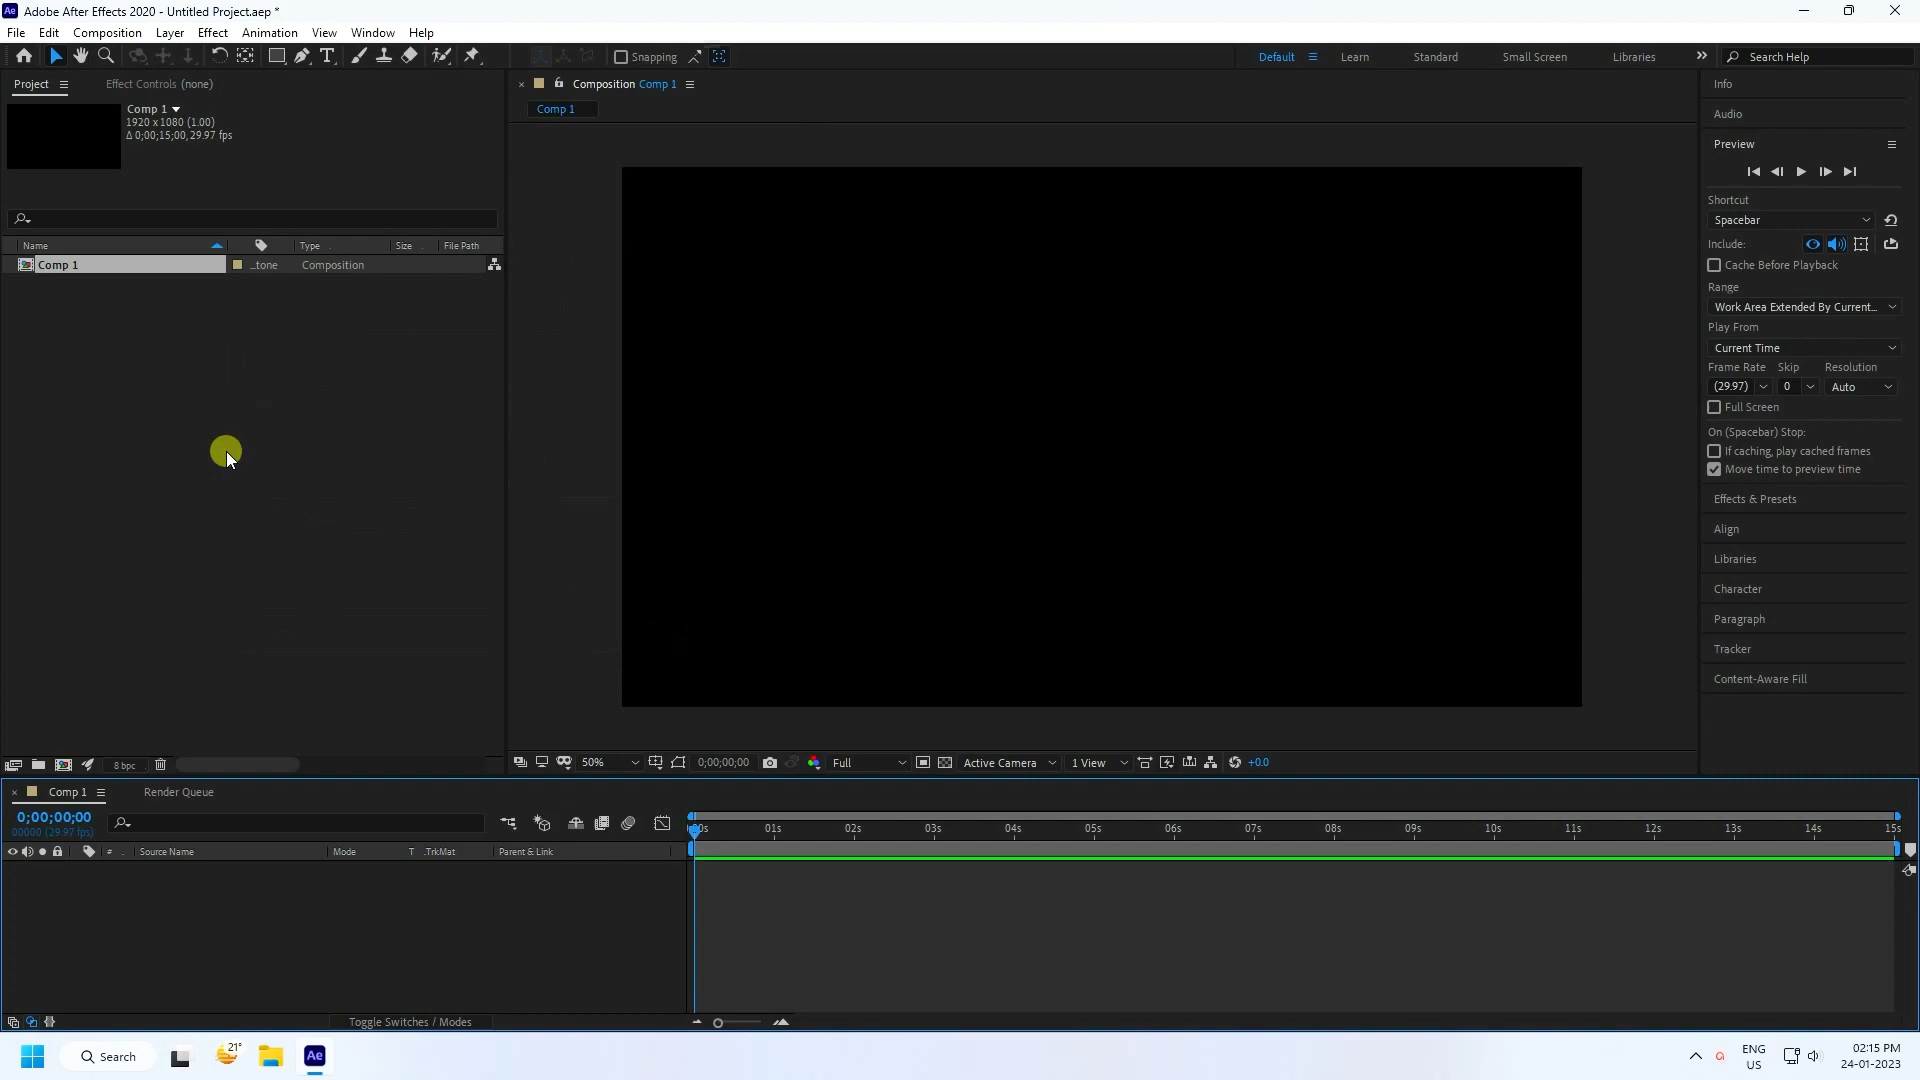 Adobe After Effects 2020 - Untitled Project.aep *
File Edit Composition Layer Effect Animation View Window Help
Snapping Default Learn Standard Small Screen Libraries Search Help
Project Effect Controls (none)
Comp 1
1920 x 1080 (1.00)
Δ 0;00;15;00, 29.97 fps
Name Type Size File Path
Comp 1 ...tone Composition
8 bpc
Composition Comp 1
Comp 1
50% 0;00;00;00 Full Active Camera 1 View +0.0
Info
Audio
Preview
Shortcut
Spacebar
Include:
Cache Before Playback
Range
Work Area Extended By Current...
Play From
Current Time
Frame Rate Skip Resolution
(29.97) 0 Auto
Full Screen
On (Spacebar) Stop:
If caching, play cached frames
Move time to preview time
Effects & Presets
Align
Libraries
Character
Paragraph
Tracker
Content-Aware Fill
Comp 1 Render Queue
0;00;00;00
00000 (29.97 fps)
# Source Name Mode T .TrkMat Parent & Link
00s 01s 02s 03s 04s 05s 06s 07s 08s 09s 10s 11s 12s 13s 14s 15s
Toggle Switches / Modes
Search 21° Ae
ENG
US
02:15 PM
24-01-2023